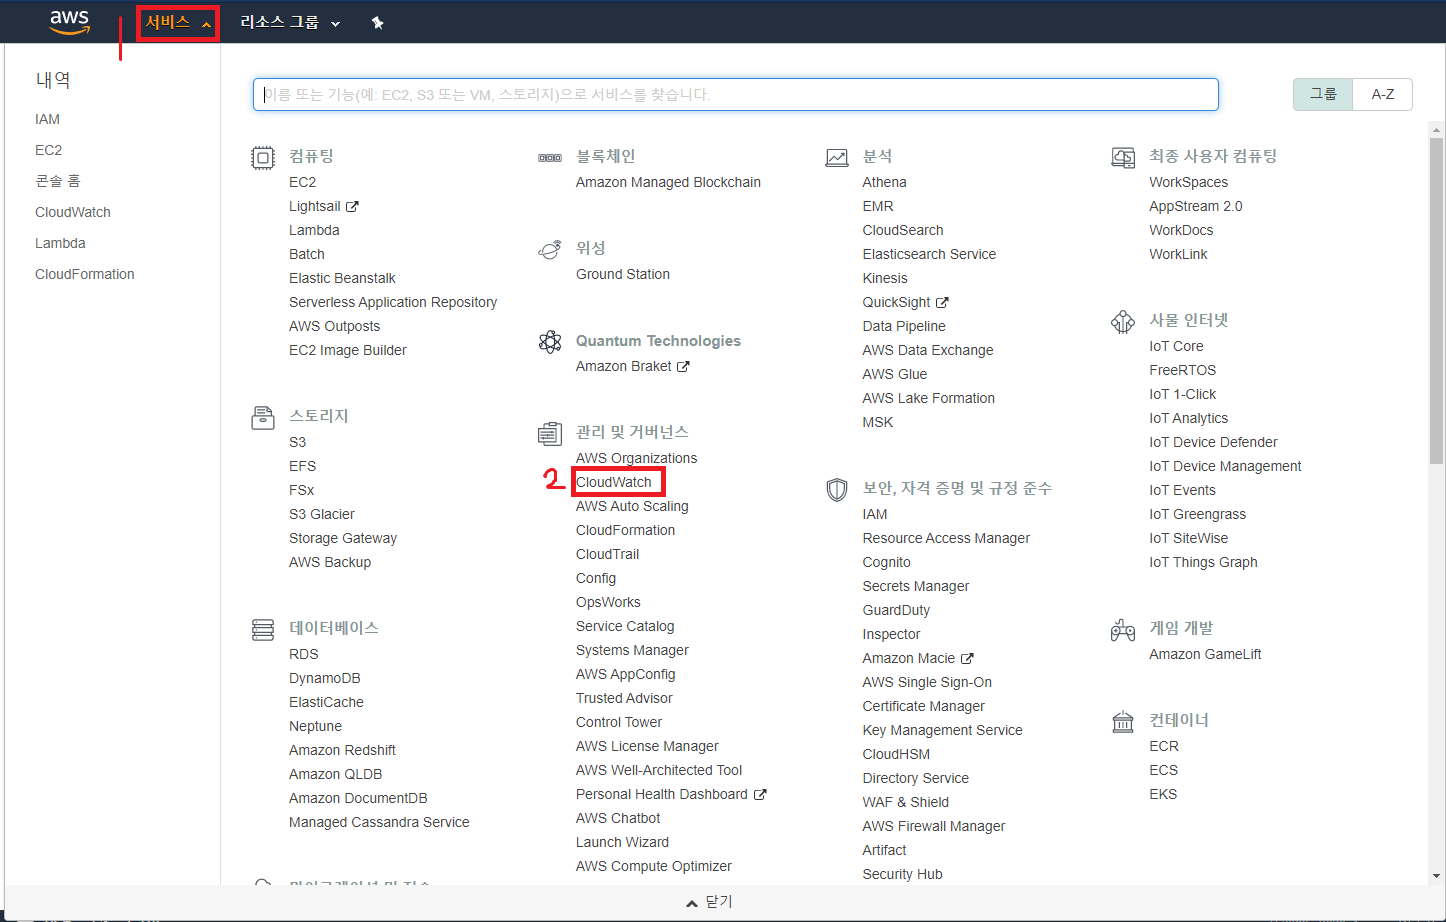 aws
서비스
리소스 그룹
내역
IAM
EC2
콘솔 홈
CloudWatch
Lambda
CloudFormation
이름 또는 기능(예: EC2, S3 또는 VM, 스토리지)으로 서비스를 찾습니다.
그룹
A-Z
컴퓨팅
EC2
Lightsail
Lambda
Batch
Elastic Beanstalk
Serverless Application Repository
AWS Outposts
EC2 Image Builder
스토리지
S3
EFS
FSx
S3 Glacier
Storage Gateway
AWS Backup
데이터베이스
RDS
DynamoDB
ElastiCache
Neptune
Amazon Redshift
Amazon QLDB
Amazon DocumentDB
Managed Cassandra Service
블록체인
Amazon Managed Blockchain
위성
Ground Station
Quantum Technologies
Amazon Braket
관리 및 거버넌스
AWS Organizations
2
CloudWatch
AWS Auto Scaling
CloudFormation
CloudTrail
Config
OpsWorks
Service Catalog
Systems Manager
AWS AppConfig
Trusted Advisor
Control Tower
AWS License Manager
AWS Well-Architected Tool
Personal Health Dashboard
AWS Chatbot
Launch Wizard
AWS Compute Optimizer
분석
Athena
EMR
CloudSearch
Elasticsearch Service
Kinesis
QuickSight
Data Pipeline
AWS Data Exchange
AWS Glue
AWS Lake Formation
MSK
보안, 자격 증명 및 규정 준수
IAM
Resource Access Manager
Cognito
Secrets Manager
GuardDuty
Inspector
Amazon Macie
AWS Single Sign-On
Certificate Manager
Key Management Service
CloudHSM
Directory Service
WAF & Shield
AWS Firewall Manager
Artifact
Security Hub
최종 사용자 컴퓨팅
WorkSpaces
AppStream 2.0
WorkDocs
WorkLink
사물 인터넷
IoT Core
FreeRTOS
IoT 1-Click
IoT Analytics
IoT Device Defender
IoT Device Management
IoT Events
IoT Greengrass
IoT SiteWise
IoT Things Graph
게임 개발
Amazon GameLift
컨테이너
ECR
ECS
EKS
닫기